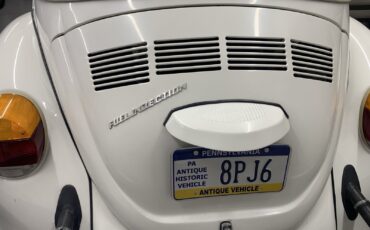 FUEL INJECTION
PENNSYLVANIA
PA
ANTIQUE
HISTORIC
VEHICLE
8PJ6
ANTIQUE VEHICLE